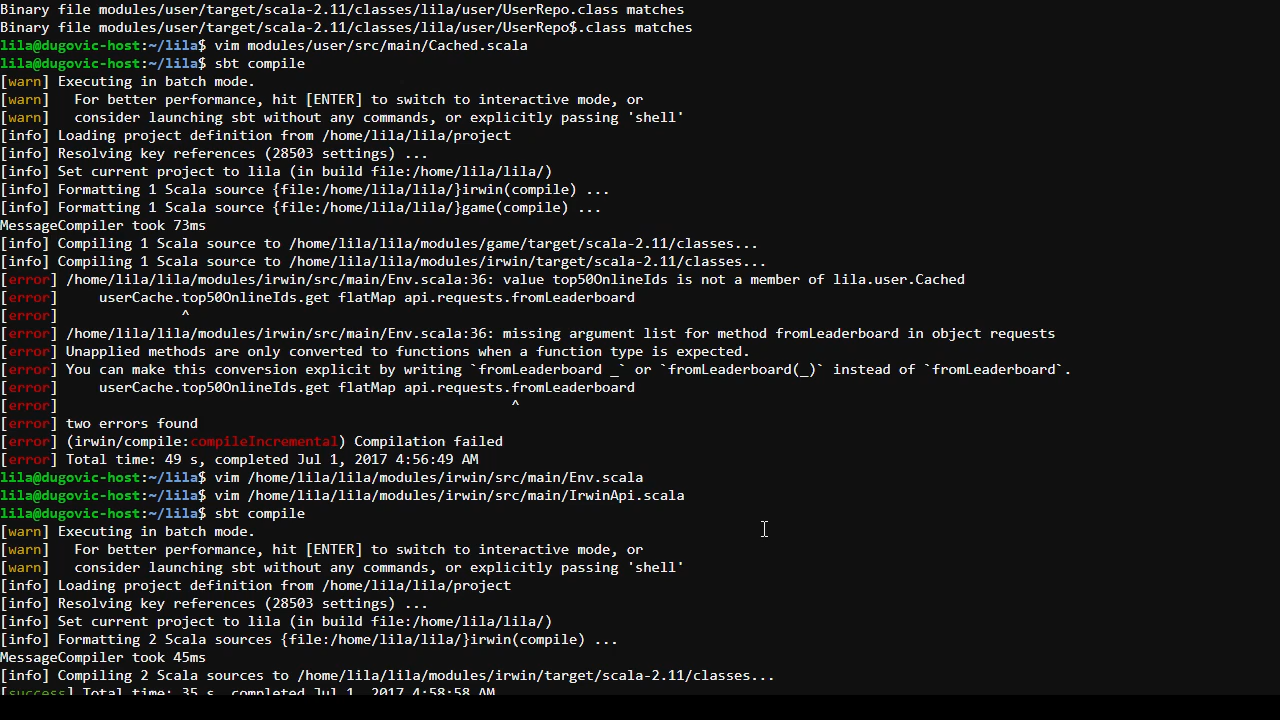 Binary file modules/user/target/scala-2.11/classes/lila/user/UserRepo.class matches
Binary file modules/user/target/scala-2.11/classes/lila/user/UserRepo$.class matches
lila@dugovic-host:~/lila$ vim modules/user/src/main/Cached.scala
lila@dugovic-host:~/lila$ sbt compile
[warn] Executing in batch mode.
[warn]   For better performance, hit [ENTER] to switch to interactive mode, or
[warn]   consider launching sbt without any commands, or explicitly passing 'shell'
[info] Loading project definition from /home/lila/lila/project
[info] Resolving key references (28503 settings) ...
[info] Set current project to lila (in build file:/home/lila/lila/)
[info] Formatting 1 Scala source {file:/home/lila/lila/}irwin(compile) ...
[info] Formatting 1 Scala source {file:/home/lila/lila/}game(compile) ...
MessageCompiler took 73ms
[info] Compiling 1 Scala source to /home/lila/lila/modules/game/target/scala-2.11/classes...
[info] Compiling 1 Scala source to /home/lila/lila/modules/irwin/target/scala-2.11/classes...
[error] /home/lila/lila/modules/irwin/src/main/Env.scala:36: value top50OnlineIds is not a member of lila.user.Cached
[error]     userCache.top50OnlineIds.get flatMap api.requests.fromLeaderboard
[error]               ^
[error] /home/lila/lila/modules/irwin/src/main/Env.scala:36: missing argument list for method fromLeaderboard in object requests
[error] Unapplied methods are only converted to functions when a function type is expected.
[error] You can make this conversion explicit by writing `fromLeaderboard _` or `fromLeaderboard(_)` instead of `fromLeaderboard`.
[error]     userCache.top50OnlineIds.get flatMap api.requests.fromLeaderboard
[error]                                                       ^
[error] two errors found
[error] (irwin/compile:compileIncremental) Compilation failed
[error] Total time: 49 s, completed Jul 1, 2017 4:56:49 AM
lila@dugovic-host:~/lila$ vim /home/lila/lila/modules/irwin/src/main/Env.scala
lila@dugovic-host:~/lila$ vim /home/lila/lila/modules/irwin/src/main/IrwinApi.scala
lila@dugovic-host:~/lila$ sbt compile
[warn] Executing in batch mode.
[warn]   For better performance, hit [ENTER] to switch to interactive mode, or
[warn]   consider launching sbt without any commands, or explicitly passing 'shell'
[info] Loading project definition from /home/lila/lila/project
[info] Resolving key references (28503 settings) ...
[info] Set current project to lila (in build file:/home/lila/lila/)
[info] Formatting 2 Scala sources {file:/home/lila/lila/}irwin(compile) ...
MessageCompiler took 45ms
[info] Compiling 2 Scala sources to /home/lila/lila/modules/irwin/target/scala-2.11/classes...
[success] Total time: 35 s, completed Jul 1, 2017 4:58:58 AM